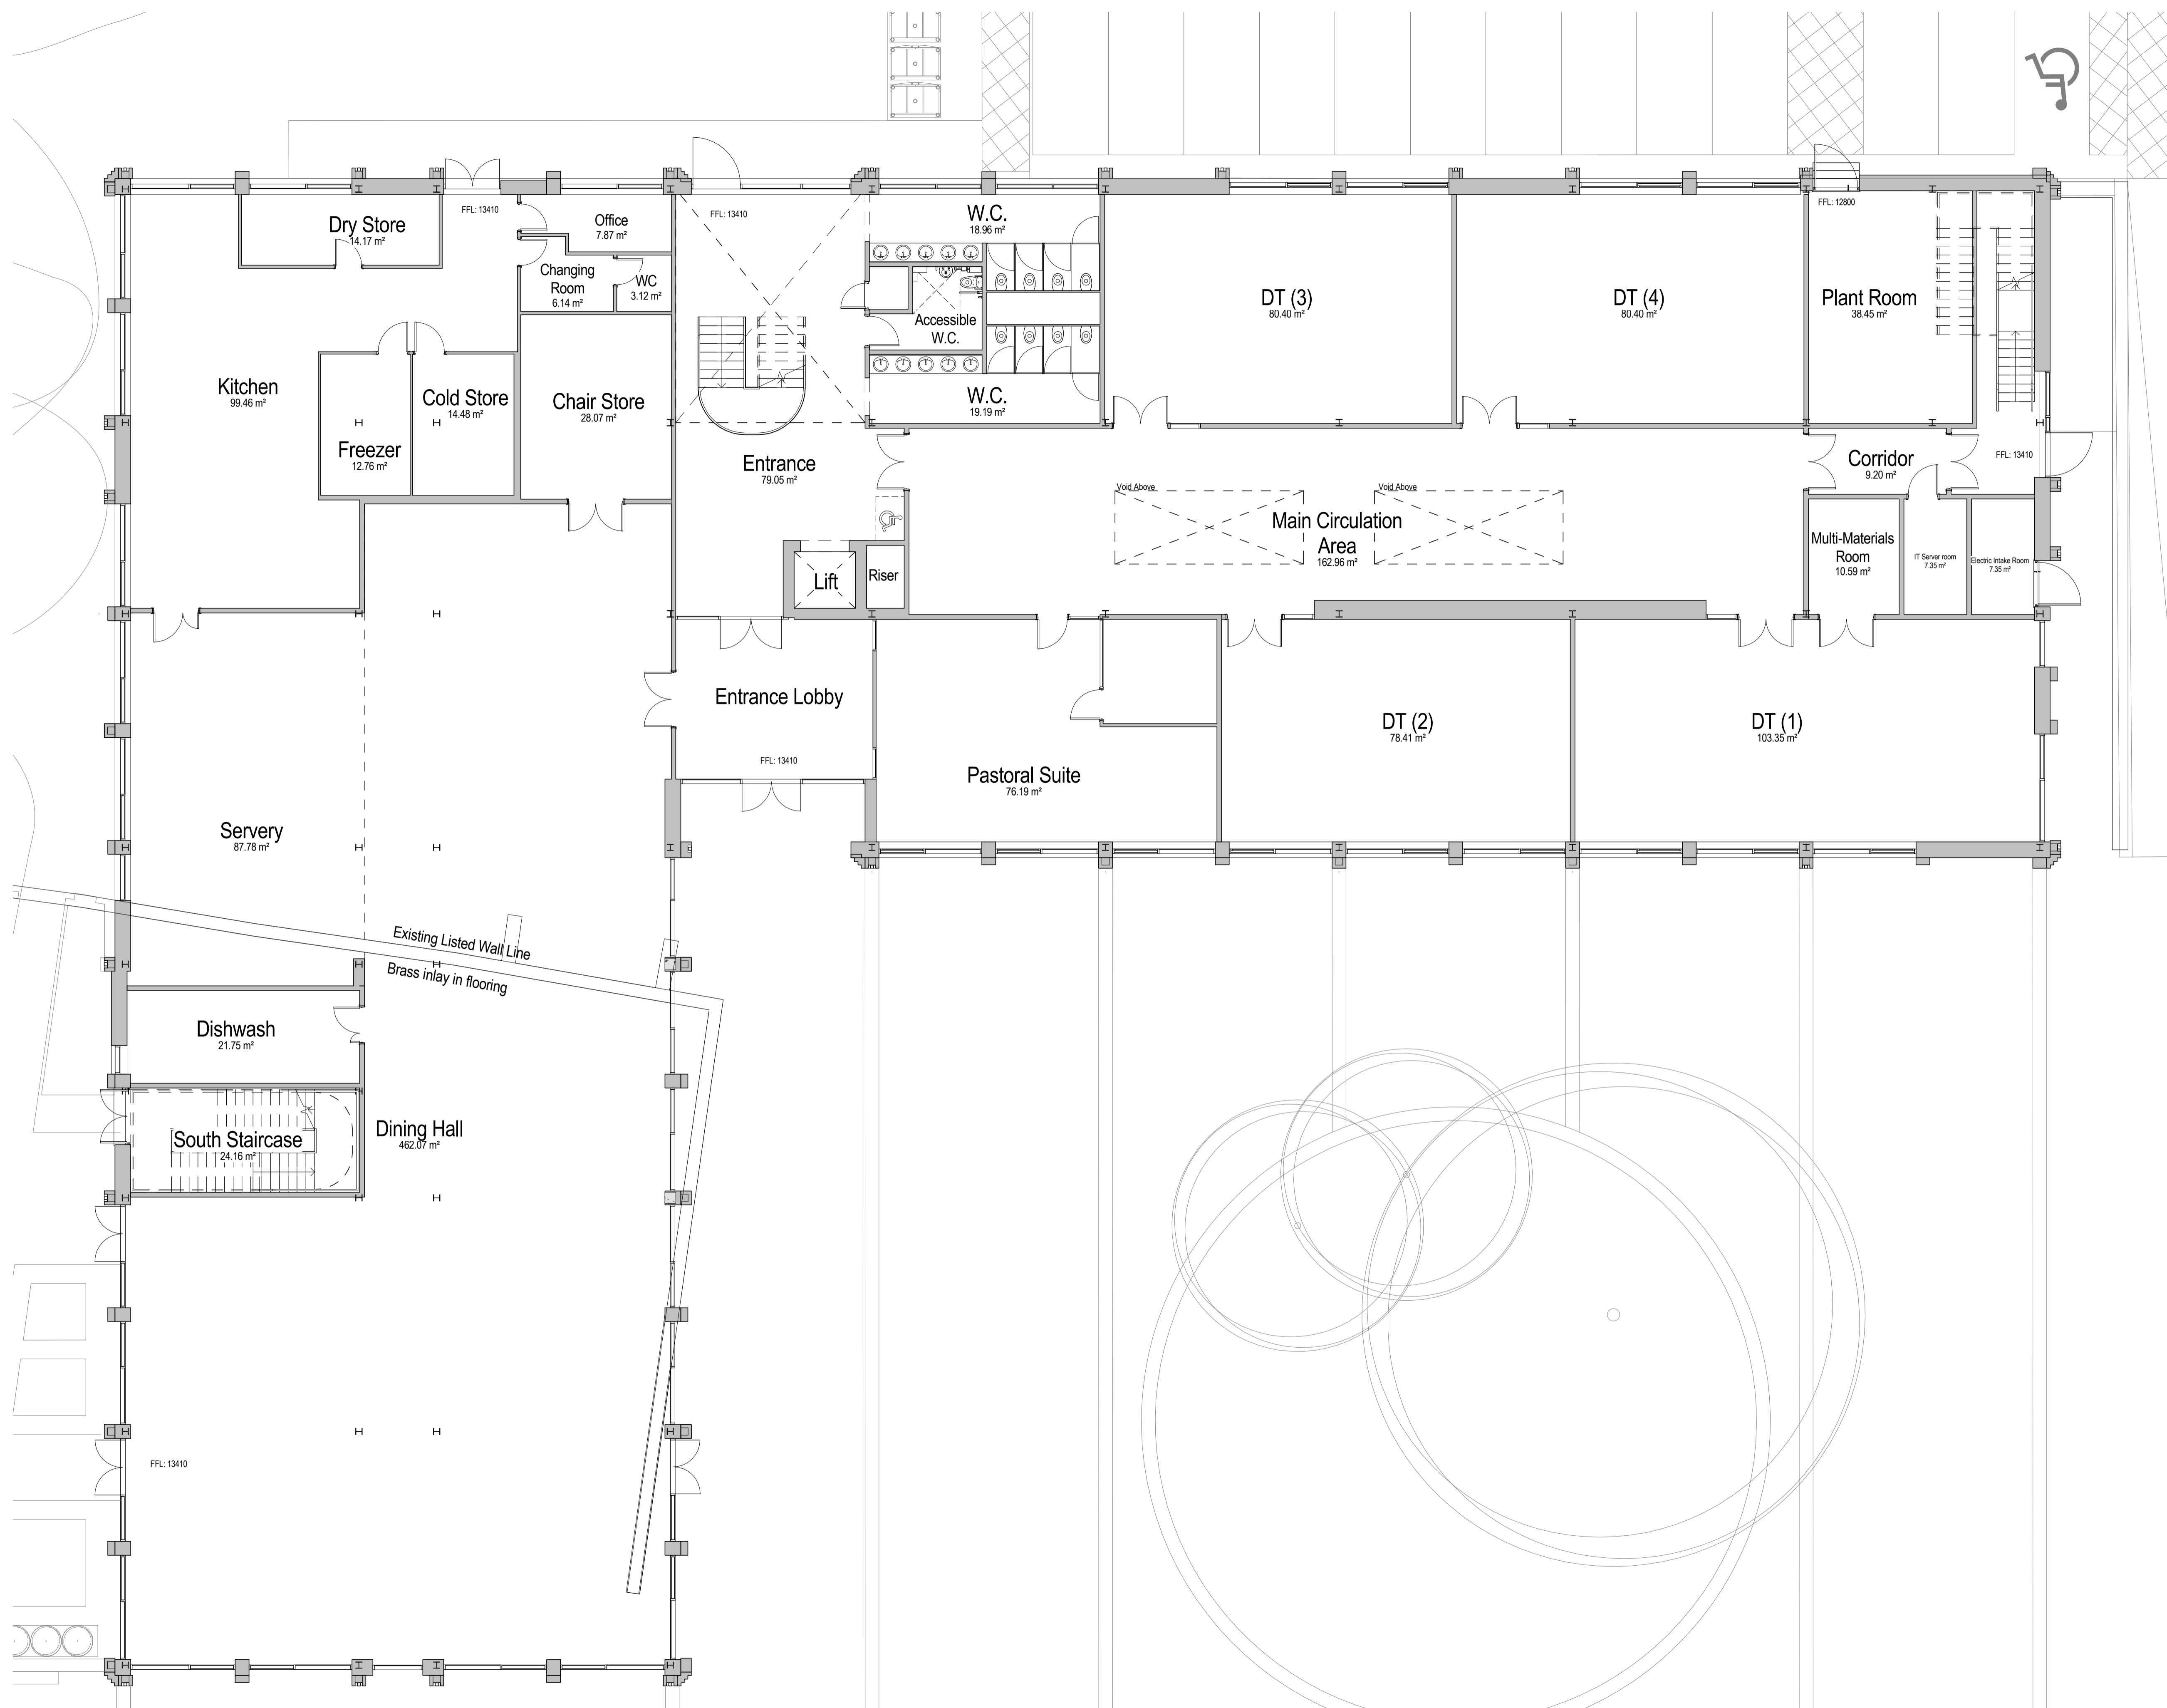 Dry Store
14.17 m²
FFL: 13410
Office
7.87 m²
Changing
Room
6.14 m²
WC
3.12 m²
FFL: 13410
W.C.
18.96 m²
Accessible
W.C.
W.C.
19.19 m²
DT (3)
80.40 m²
DT (4)
80.40 m²
FFL: 12800
Plant Room
38.45 m²
Kitchen
99.46 m²
Freezer
12.76 m²
Cold Store
14.48 m²
Chair Store
28.07 m²
Entrance
79.05 m²
Lift
Riser
Void Above
Void Above
Main Circulation
Area
162.96 m²
Corridor
9.20 m²
FFL: 13410
Multi-Materials
Room
10.59 m²
IT Server room
7.35 m²
Electric Intake Room
7.35 m²
Entrance Lobby
FFL: 13410
Pastoral Suite
76.19 m²
DT (2)
78.41 m²
DT (1)
103.35 m²
Servery
87.78 m²
Existing Listed Wall Line
Brass inlay in flooring
Dishwash
21.75 m²
South Staircase
24.16 m²
Dining Hall
462.07 m²
FFL: 13410